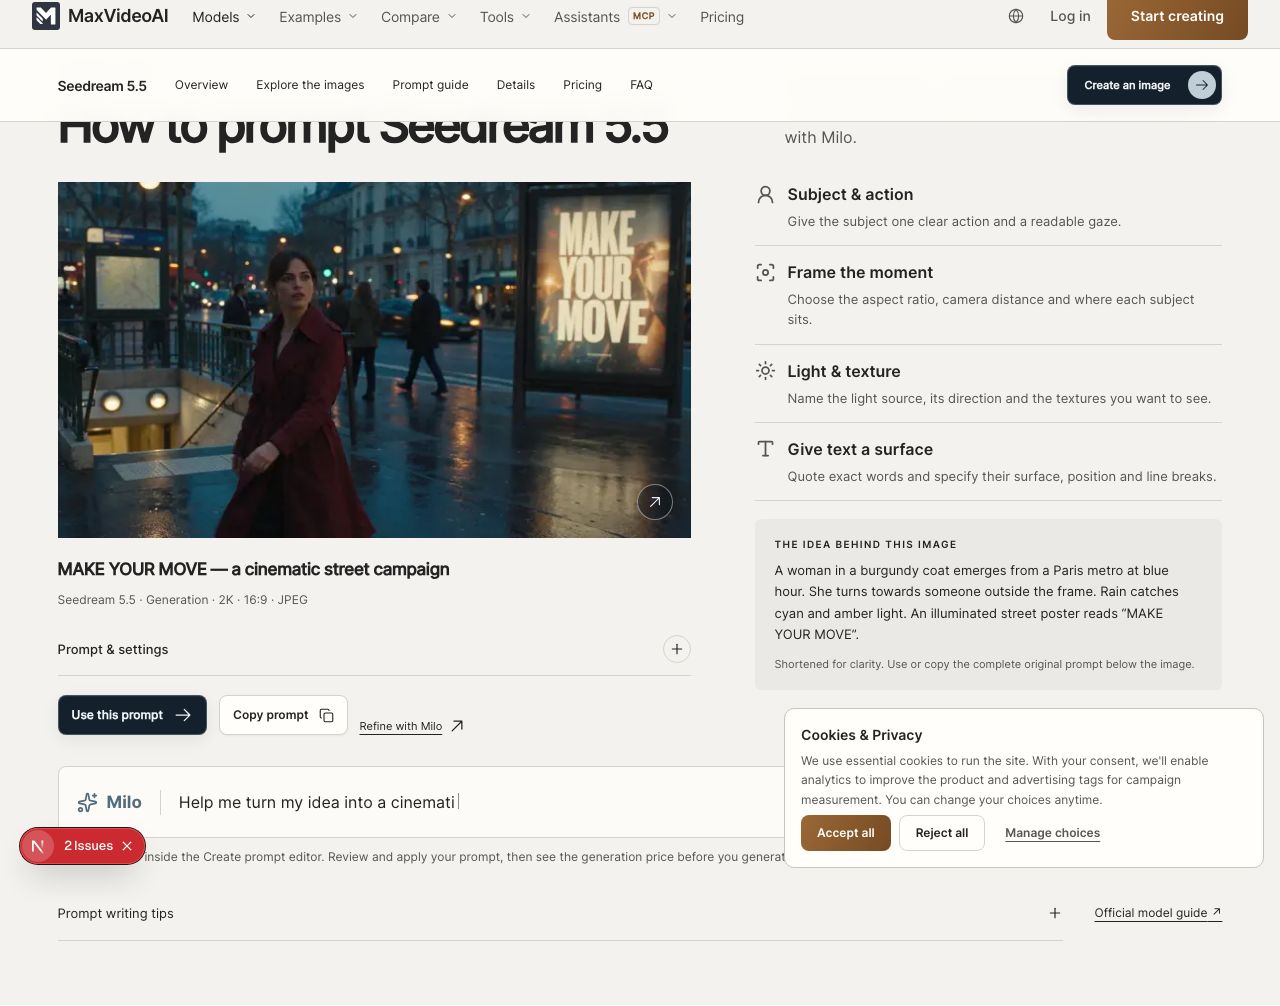 MaxVideoAI
Models
Examples
Compare
Tools
Assistants MCP
Pricing
Log in
Start creating
Seedream 5.5
Overview
Explore the images
Prompt guide
Details
Pricing
FAQ
Create an image
How to prompt Seedream 5.5
with Milo.
MAKE
YOUR
MOVE
Subject & action
Give the subject one clear action and a readable gaze.
Frame the moment
Choose the aspect ratio, camera distance and where each subject
sits.
Light & texture
Name the light source, its direction and the textures you want to see.
Give text a surface
Quote exact words and specify their surface, position and line breaks.
THE IDEA BEHIND THIS IMAGE
A woman in a burgundy coat emerges from a Paris metro at blue
hour. She turns towards someone outside the frame. Rain catches
cyan and amber light. An illuminated street poster reads “MAKE
YOUR MOVE”.
Shortened for clarity. Use or copy the complete original prompt below the image.
MAKE YOUR MOVE — a cinematic street campaign
Seedream 5.5 · Generation · 2K · 16:9 · JPEG
Prompt & settings
Use this prompt
Copy prompt
Refine with Milo
Milo
Help me turn my idea into a cinemati
2 Issues
inside the Create prompt editor. Review and apply your prompt, then see the generation price before you generat
Cookies & Privacy
We use essential cookies to run the site. With your consent, we'll enable
analytics to improve the product and advertising tags for campaign
measurement. You can change your choices anytime.
Accept all
Reject all
Manage choices
Prompt writing tips
Official model guide